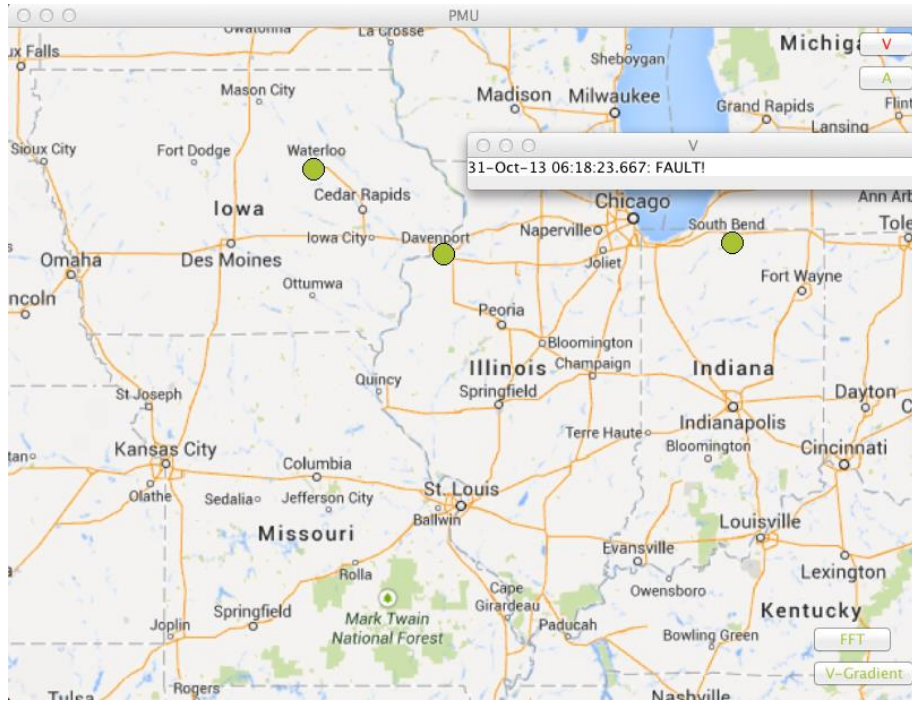 PMU
Owatonna
La Crosse
ux Falls
Sheboygan
Michiga
V
A
Mason City
Madison
Milwaukee
Grand Rapids
Flint
Lansing
Sioux City
Fort Dodge
Waterloo
V
31-Oct-13 06:18:23.667: FAULT!
Cedar Rapids
Chicago
Ann Arb
Iowa
Iowa City
Davenport
Naperville
South Bend
Tole
Omaha
Des Moines
Joliet
Fort Wayne
ncoln
Ottumwa
Peoria
Bloomington
Illinois
Champaign
Indiana
St Joseph
Quincy
Springfield
Dayton
C
Indianapolis
Terre Haute
Bloomington
Cincinnati
tan
Kansas City
Columbia
Olathe
Sedalia
Jefferson City
St. Louis
Ballwin
Missouri
Louisville
Evansville
Rolla
Lexington
Cape
Girardeau
Owensboro
Mark Twain
National Forest
Springfield
Joplin
Paducah
Kentucky
Bowling Green
FFT
V-Gradient
Rogers
Tulsa
Nashville